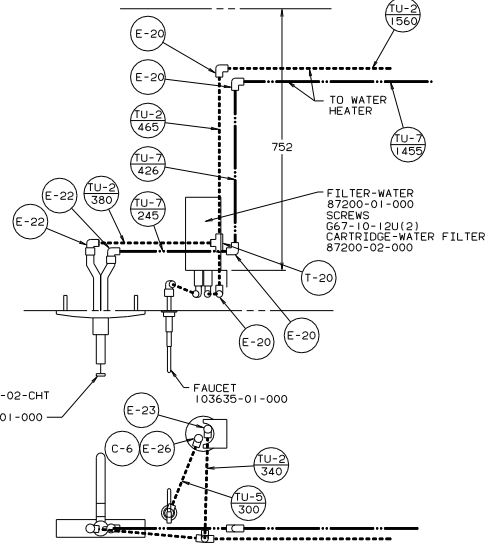 TU-2
1560
E-20
E-20
TO WATER
HEATER
TU-2
465
TU-7
1455
752
TU-7
426
E-22
TU-2
380
TU-7
245
E-22
FILTER-WATER
87200-01-000
SCREWS
G67-10-12U(2)
CARTRIDGE-WATER FILTER
87200-02-000
T-20
E-20
E-20
-02-CHT
01-000
FAUCET
103635-01-000
E-23
C-6
E-26
TU-2
340
TU-5
300